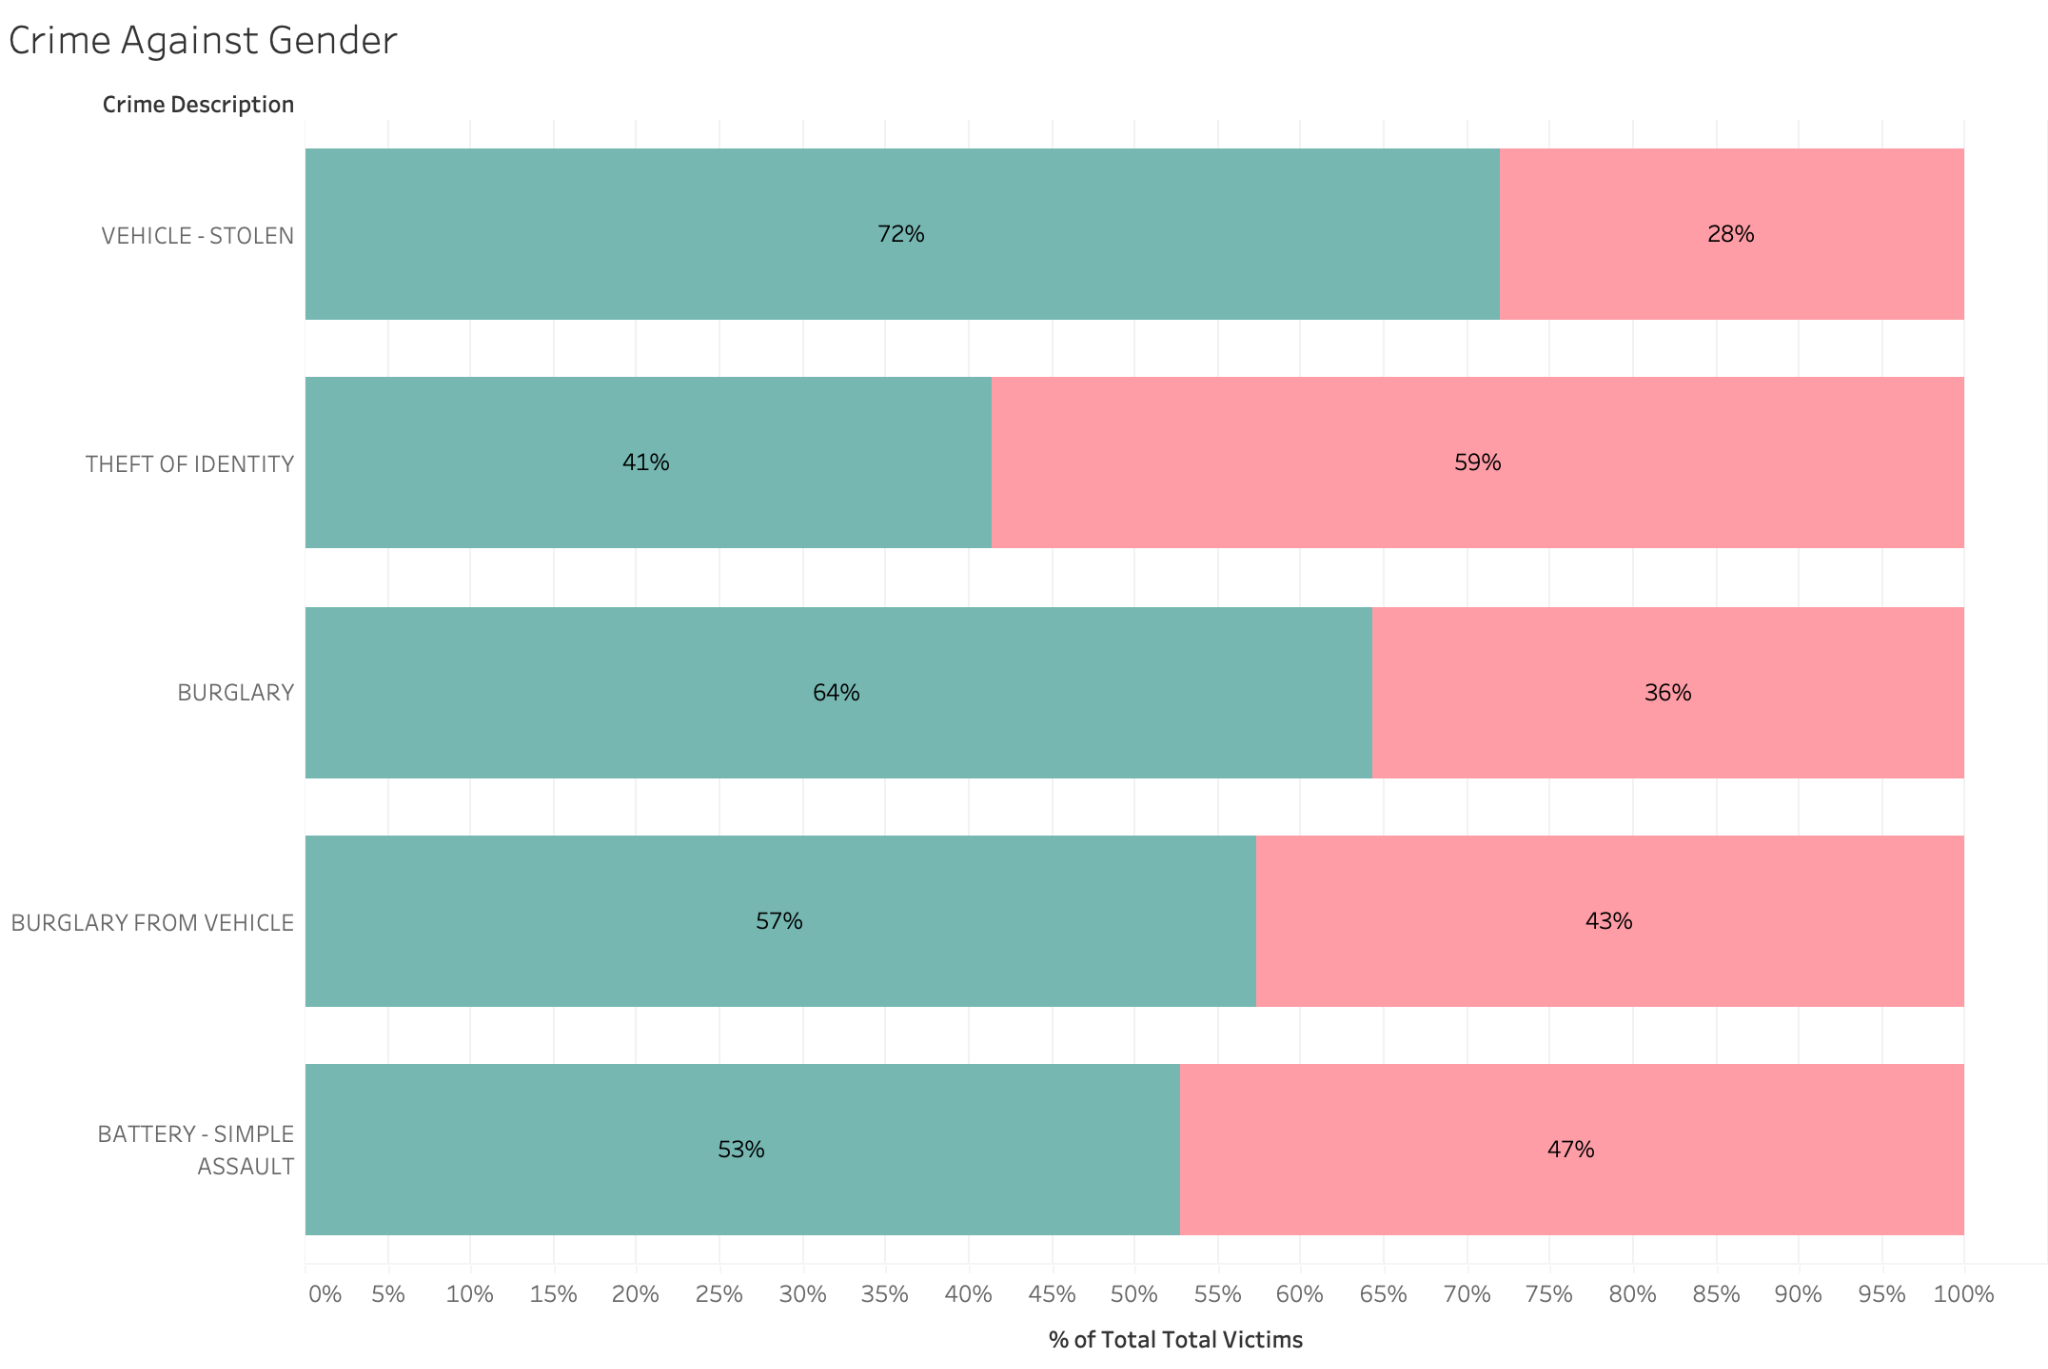 Crime Against Gender
Crime Description
VEHICLE - STOLEN
72%
28%
THEFT OF IDENTITY
41%
59%
BURGLARY
64%
36%
BURGLARY FROM VEHICLE
57%
43%
BATTERY - SIMPLE
ASSAULT
53%
47%
0% 5% 10% 15% 20% 25% 30% 35% 40% 45% 50% 55% 60% 65% 70% 75% 80% 85% 90% 95% 100%
% of Total Total Victims